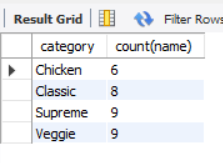 Result Grid Filter Rows
category count(name)
Chicken 6
Classic 8
Supreme 9
Veggie 9